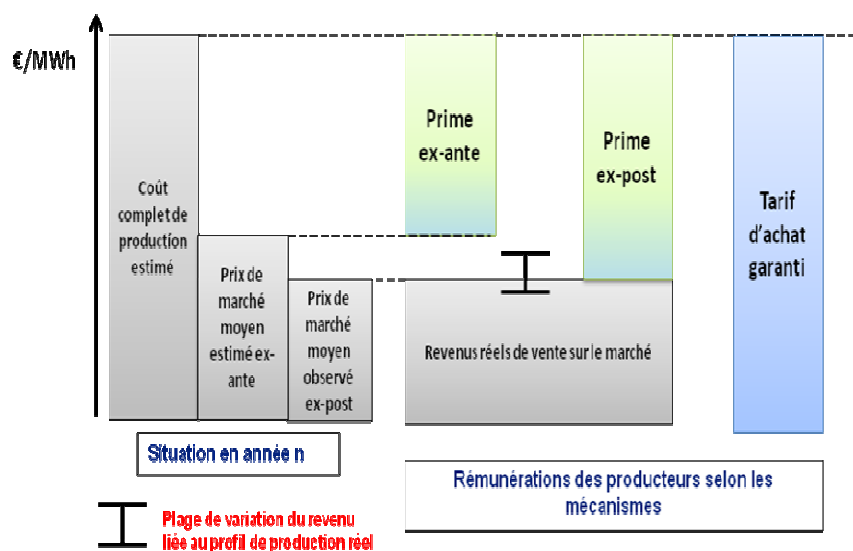 €/MWh
Coût
complet de
production
estimé
Prix de
marché
moyen
estimé ex-
ante
Prix de
marché
moyen
observé
ex-post
Prime
ex-ante
Prime
ex-post
Revenus réels de vente sur le marché
Tarif
d'achat
garanti
Situation en année n
Rémunérations des producteurs selon les
mécanismes
Plage de variation du revenu
liée au profil de production réel